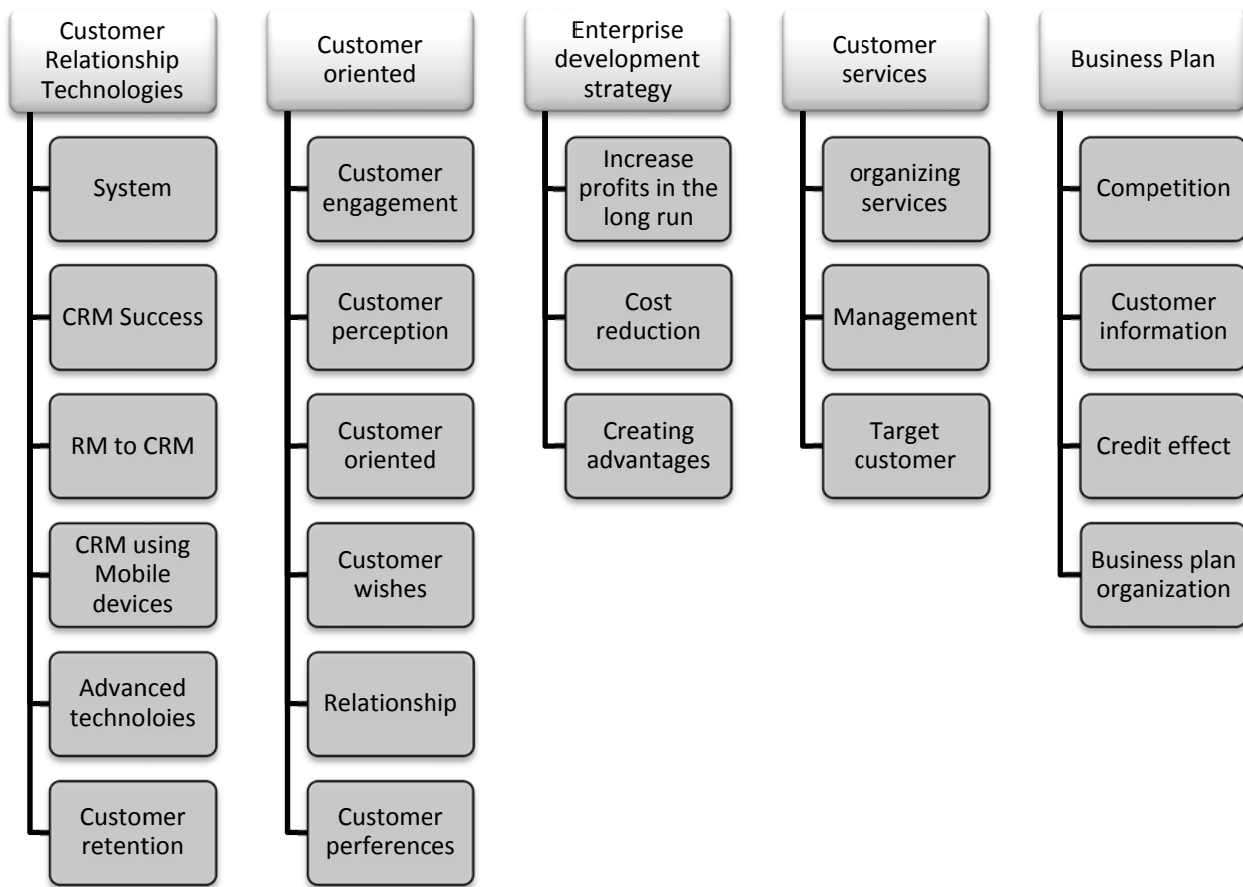 Customer
Relationship
Technologies
System
CRM Success
RM to CRM
CRM using
Mobile
devices
Advanced
technoloies
Customer
retention
Customer
oriented
Customer
engagement
Customer
perception
Customer
oriented
Customer
wishes
Relationship
Customer
perferences
Enterprise
development
strategy
Increase
profits in the
long run
Cost
reduction
Creating
advantages
Customer
services
organizing
services
Management
Target
customer
Business Plan
Competition
Customer
information
Credit effect
Business plan
organization